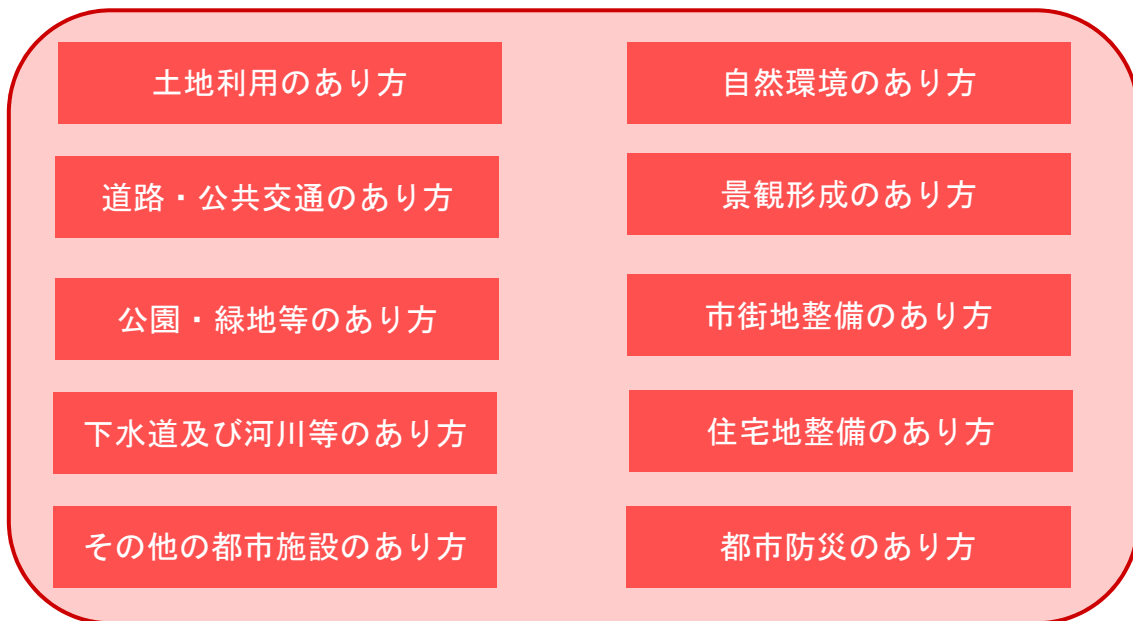 土地利用のあり方
自然環境のあり方
道路・公共交通のあり方
景観形成のあり方
公園・緑地等のあり方
市街地整備のあり方
下水道及び河川等のあり方
住宅地整備のあり方
その他の都市施設のあり方
都市防災のあり方